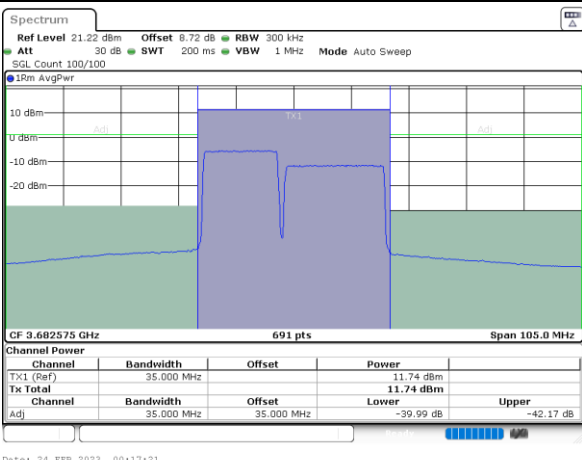 Spectrum
Ref Level 21.22 dBm Offset 8.72 dB RBW 300 kHz
Att 30 dB SWT 200 ms VBW 1 MHz Mode Auto Sweep
SGL Count 100/100
1Rm AvgPwr
10 dBm
TX1
Adj Adj
0 dBm
-10 dBm
-20 dBm
CF 3.682575 GHz 691 pts Span 105.0 MHz
Channel Power
Channel Bandwidth Offset Power
TX1 (Ref) 35.000 MHz 11.74 dBm
Tx Total 11.74 dBm
Channel Bandwidth Offset Lower Upper
Adj 35.000 MHz 35.000 MHz -39.99 dB -42.17 dB